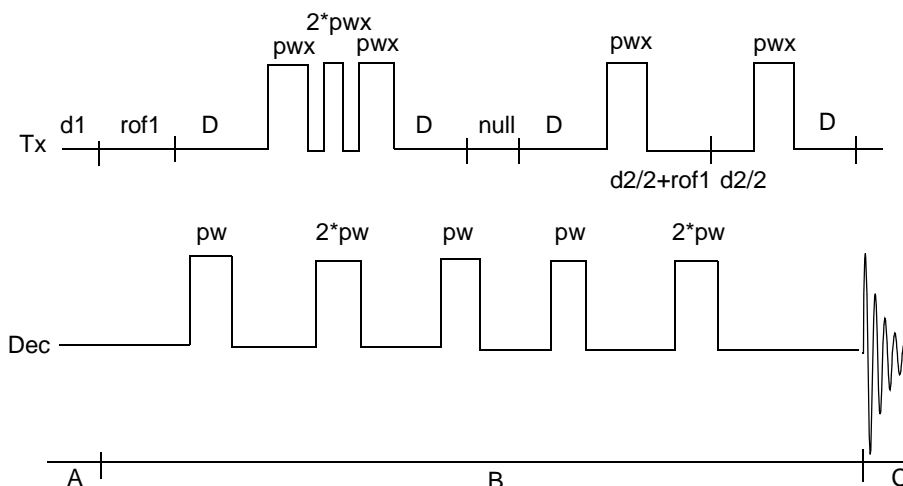 2*pwx
pwx pwx pwx pwx
d1 rof1 D D null D D
Tx
d2/2+rof1 d2/2
pw 2*pw pw pw 2*pw
Dec
A B C